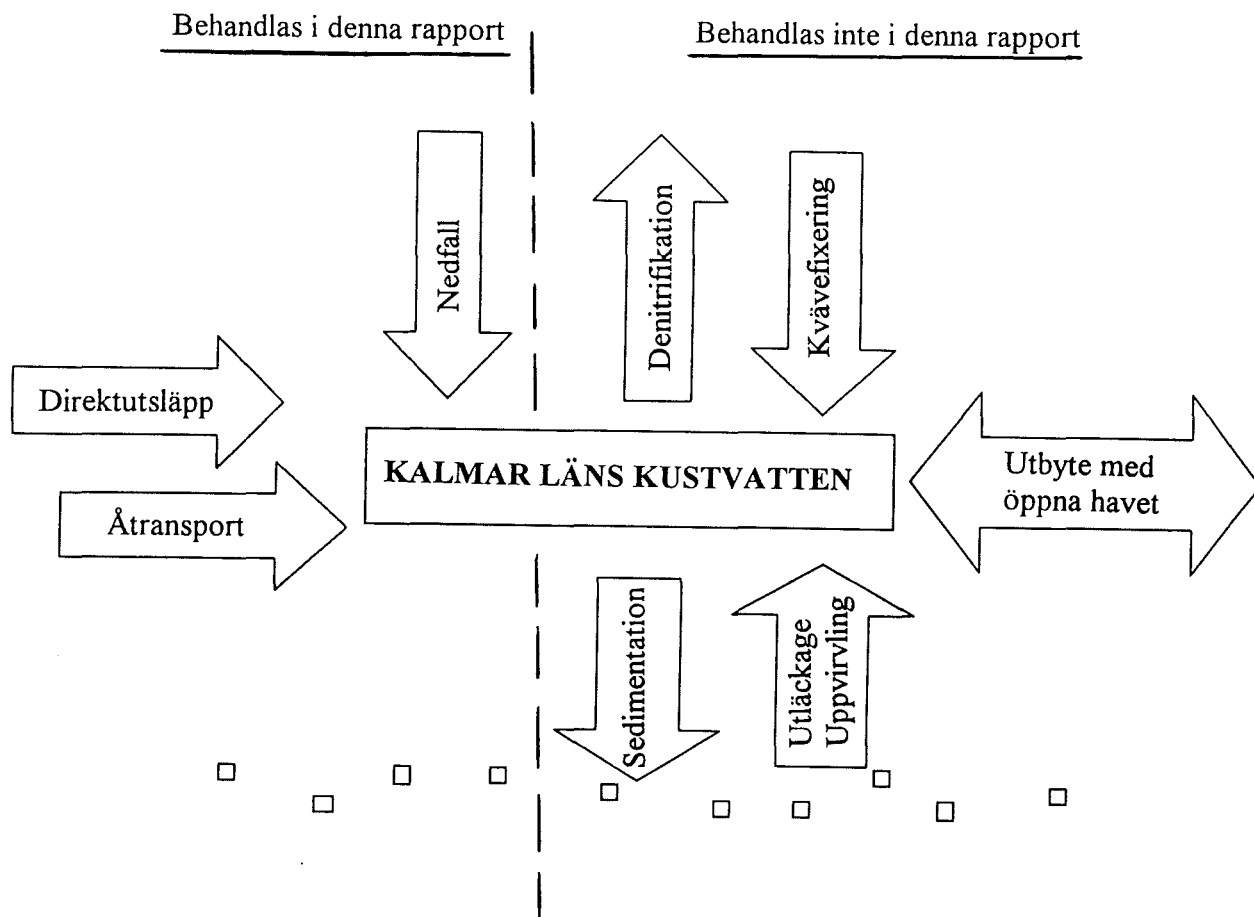 Behandlas i denna rapport
Behandlas inte i denna rapport
Nedfall
Denitrifikation
Kvävefixering
Direktutsläpp
Åtransport
KALMAR LÄNS KUSTVATTEN
Utbyte med
öppna havet
Sedimentation
Utläckage
Uppvirvling